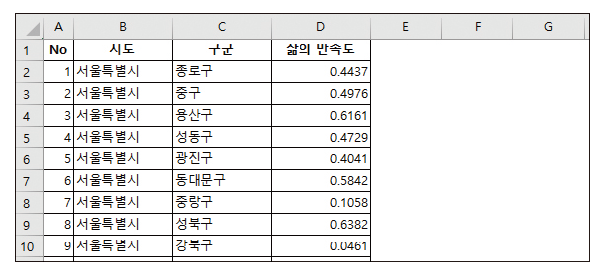 A B C D E F G
1 No 시도 구군 삶의 만족도
2 1 서울특별시 종로구 0.4437
3 2 서울특별시 중구 0.4976
4 3 서울특별시 용산구 0.6161
5 4 서울특별시 성동구 0.4729
6 5 서울특별시 광진구 0.4041
7 6 서울특별시 동대문구 0.5842
8 7 서울특별시 중랑구 0.1058
9 8 서울특별시 성북구 0.6382
10 9 서울특별시 강북구 0.0461